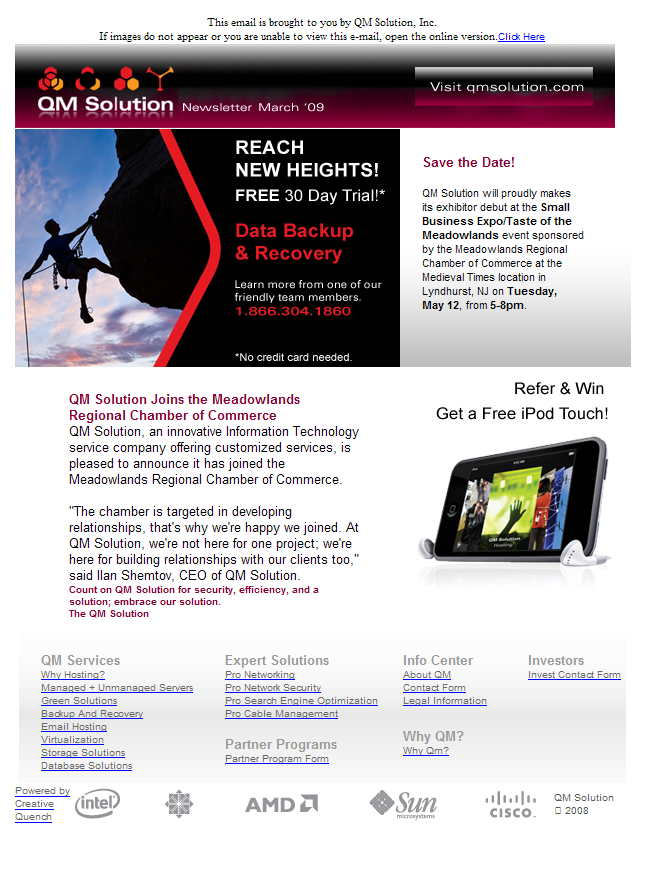 This email is brought to you by QM Solution, Inc.
If images do not appear or you are unable to view this e-mail, open the online version.Click Here
QM Solution Newsletter March '09
Visit qmsolution.com
REACH
NEW HEIGHTS!
FREE 30 Day Trial!*
Data Backup
& Recovery
Learn more from one of our
friendly team members.
1.866.304.1860
*No credit card needed.
Save the Date!
QM Solution will proudly makes
its exhibitor debut at the Small
Business Expo/Taste of the
Meadowlands event sponsored
by the Meadowlands Regional
Chamber of Commerce at the
Medieval Times location in
Lyndhurst, NJ on Tuesday,
May 12, from 5-8pm.
QM Solution Joins the Meadowlands
Regional Chamber of Commerce
QM Solution, an innovative Information Technology
service company offering customized services, is
pleased to announce it has joined the
Meadowlands Regional Chamber of Commerce.
"The chamber is targeted in developing
relationships, that's why we're happy we joined. At
QM Solution, we're not here for one project; we're
here for building relationships with our clients too,"
said Ilan Shemtov, CEO of QM Solution.
Count on QM Solution for security, efficiency, and a
solution; embrace our solution.
The QM Solution
Refer & Win
Get a Free iPod Touch!
QM Solution
Hosting
QM Services
Why Hosting?
Managed + Unmanaged Servers
Green Solutions
Backup And Recovery
Email Hosting
Virtualization
Storage Solutions
Database Solutions
Expert Solutions
Pro Networking
Pro Network Security
Pro Search Engine Optimization
Pro Cable Management
Partner Programs
Partner Program Form
Info Center
About QM
Contact Form
Legal Information
Why QM?
Why Qm?
Investors
Invest Contact Form
Powered by
Creative
Quench
intel
AMD
Sun
microsystems
CISCO
QM Solution
2008